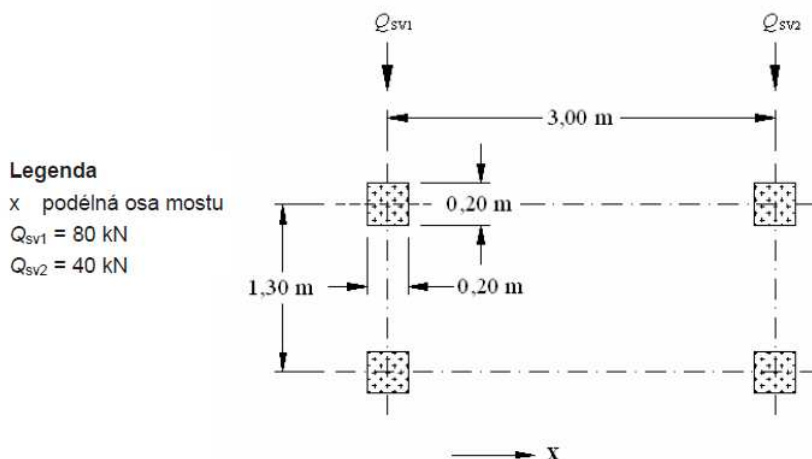 Q_sv1
Q_sv2
3,00 m
Legenda
x podélná osa mostu
Q_sv1 = 80 kN
Q_sv2 = 40 kN
0,20 m
1,30 m
0,20 m
x